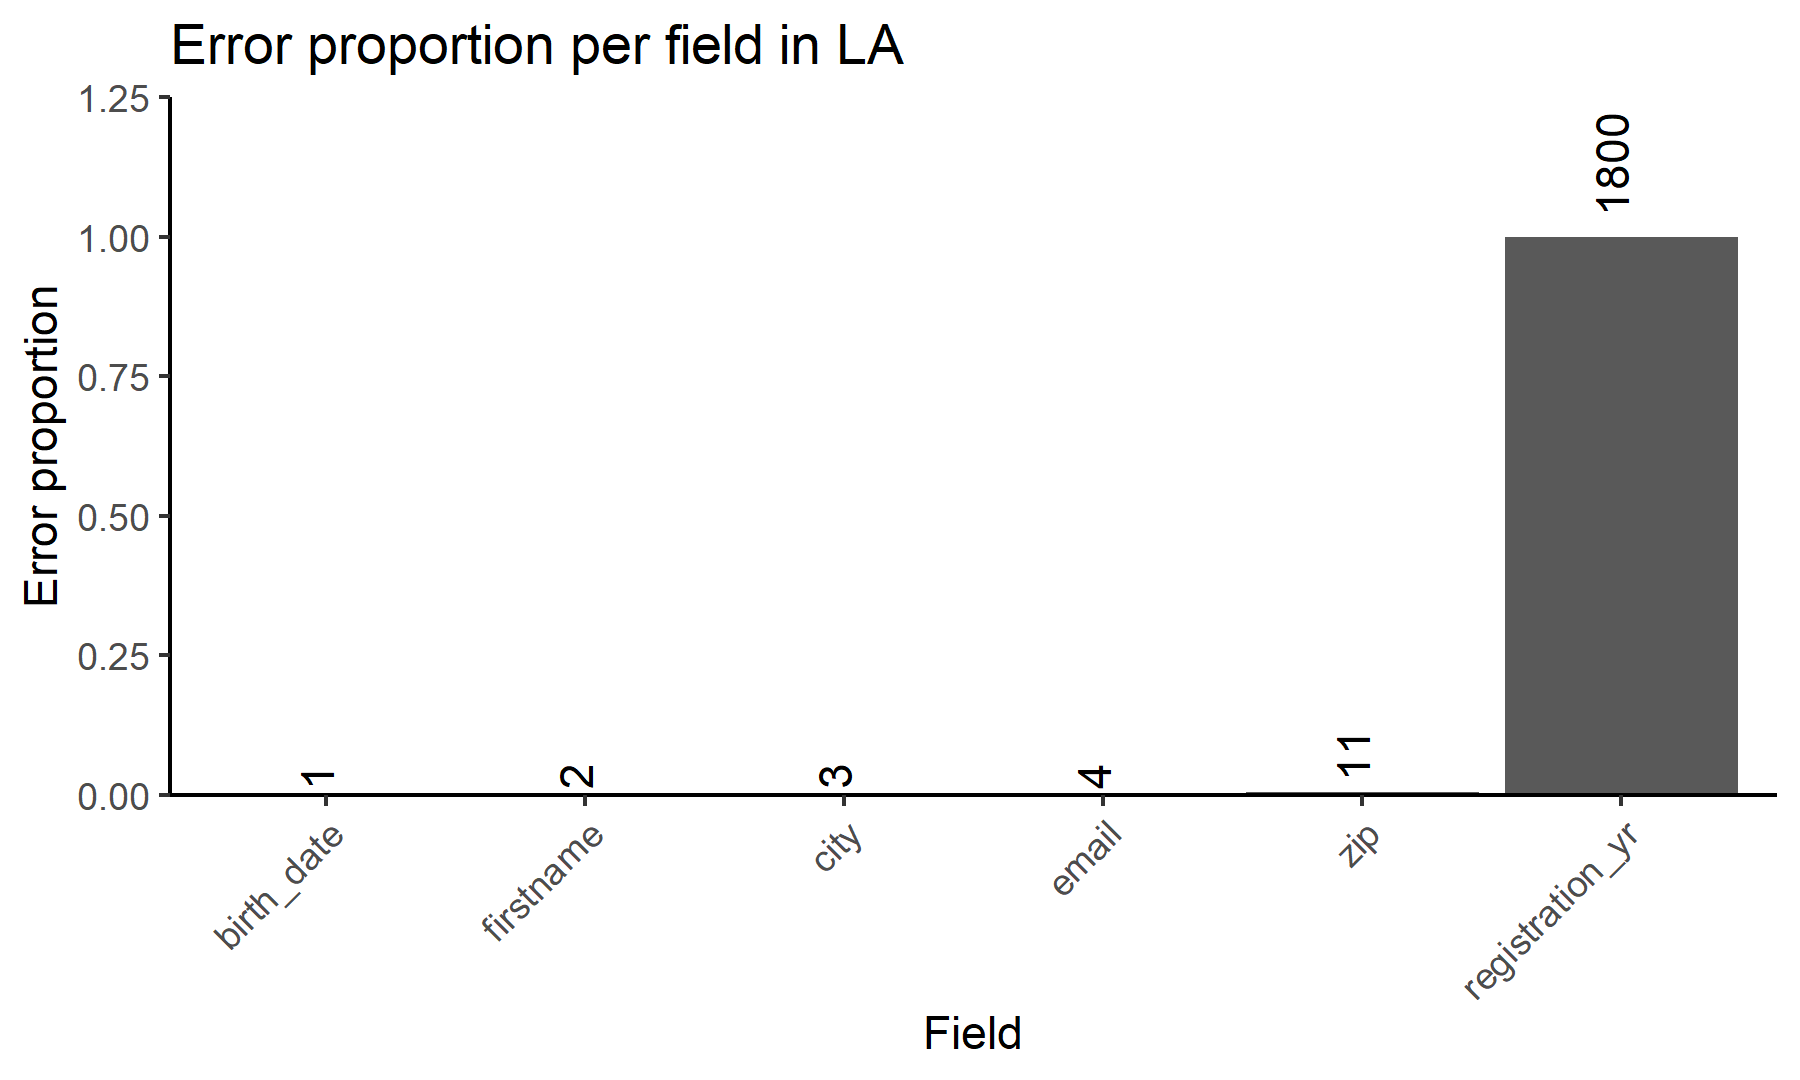 Error proportion per field in LA
Error proportion
1.25
1.00
0.75
0.50
0.25
0.00
1
2
3
4
11
1800
birth_date
firstname
city
email
zip
registration_yr
Field